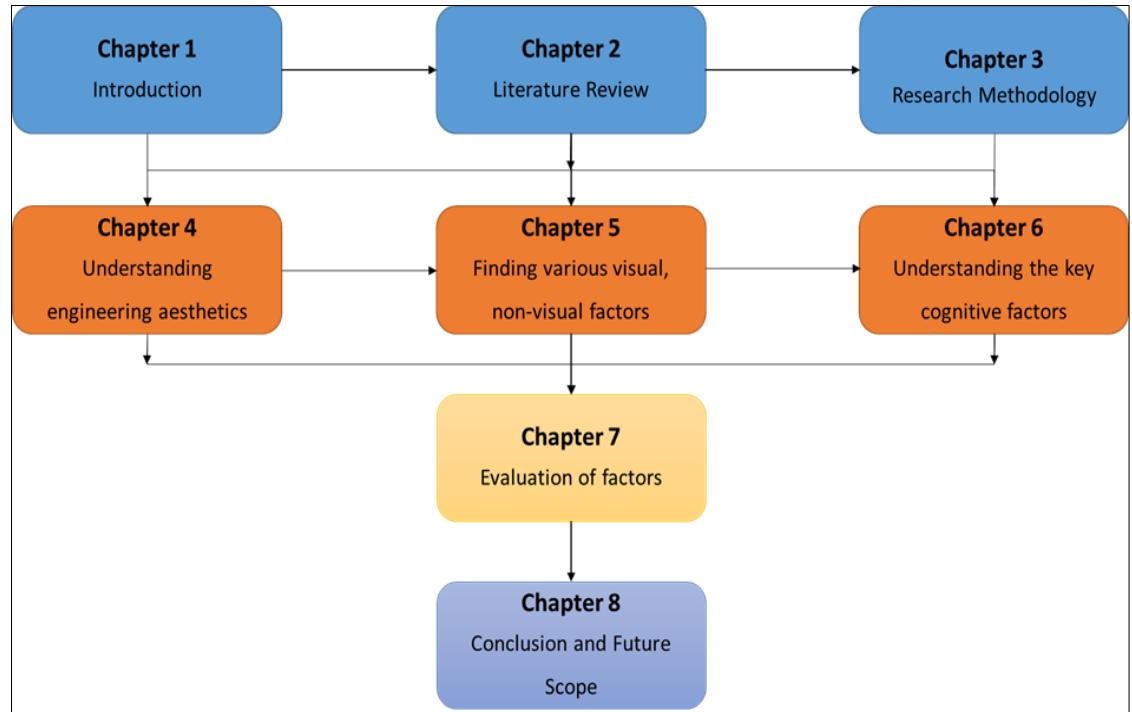 Chapter 1
Introduction
Chapter 2
Literature Review
Chapter 3
Research Methodology
Chapter 4
Understanding
engineering aesthetics
Chapter 5
Finding various visual,
non-visual factors
Chapter 6
Understanding the key
cognitive factors
Chapter 7
Evaluation of factors
Chapter 8
Conclusion and Future
Scope